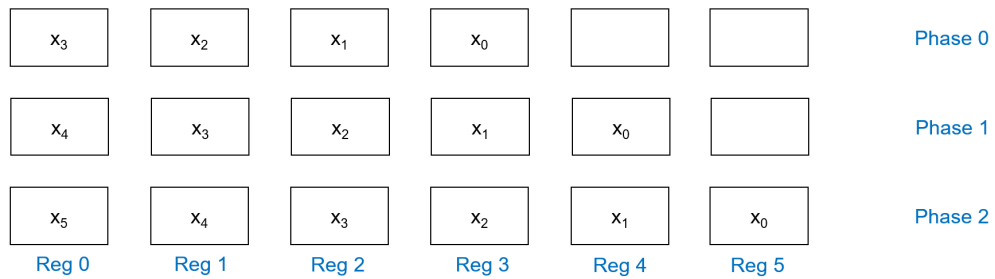 x₃ x₂ x₁ x₀ Phase 0
x₄ x₃ x₂ x₁ x₀ Phase 1
x₅ x₄ x₃ x₂ x₁ x₀ Phase 2
Reg 0 Reg 1 Reg 2 Reg 3 Reg 4 Reg 5